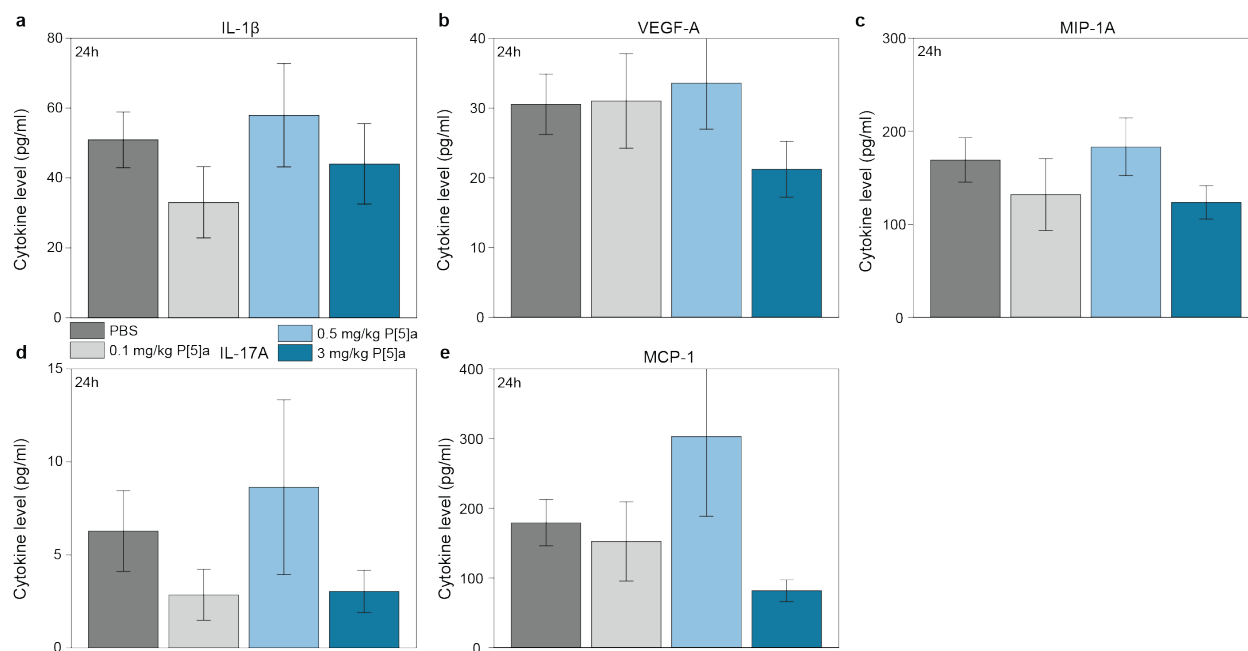 a
IL-1β
80
60
40
20
0
24h
Cytokine level (pg/ml)
b
VEGF-A
40
30
20
10
0
24h
Cytokine level (pg/ml)
c
MIP-1A
300
200
100
0
24h
Cytokine level (pg/ml)
PBS
0.1 mg/kg P[5]a
0.5 mg/kg P[5]a
3 mg/kg P[5]a
d
IL-17A
15
10
5
0
24h
Cytokine level (pg/ml)
e
MCP-1
400
300
200
100
0
24h
Cytokine level (pg/ml)